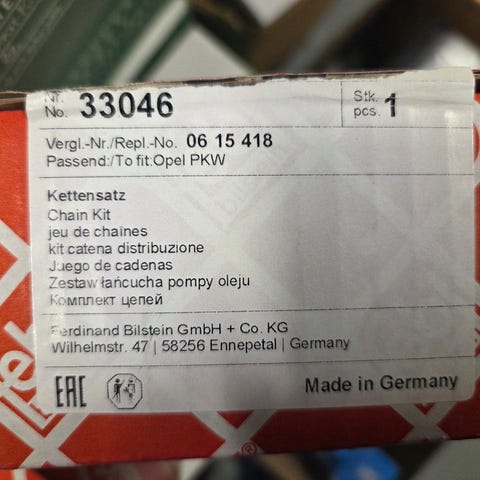 Nr.
No. 33046
Stk.
pcs. 1
Vergl.-Nr./Repl.-No. 06 15 418
Passend:/To fit: Opel PKW
Kettensatz
Chain Kit
jeu de chaînes
kit catena distribuzione
Juego de cadenas
Zestaw łańcucha pompy oleju
Комплект цепей
Ferdinand Bilstein GmbH + Co. KG
Wilhelmstr. 47 | 58256 Ennepetal | Germany
EAC
Made in Germany
®